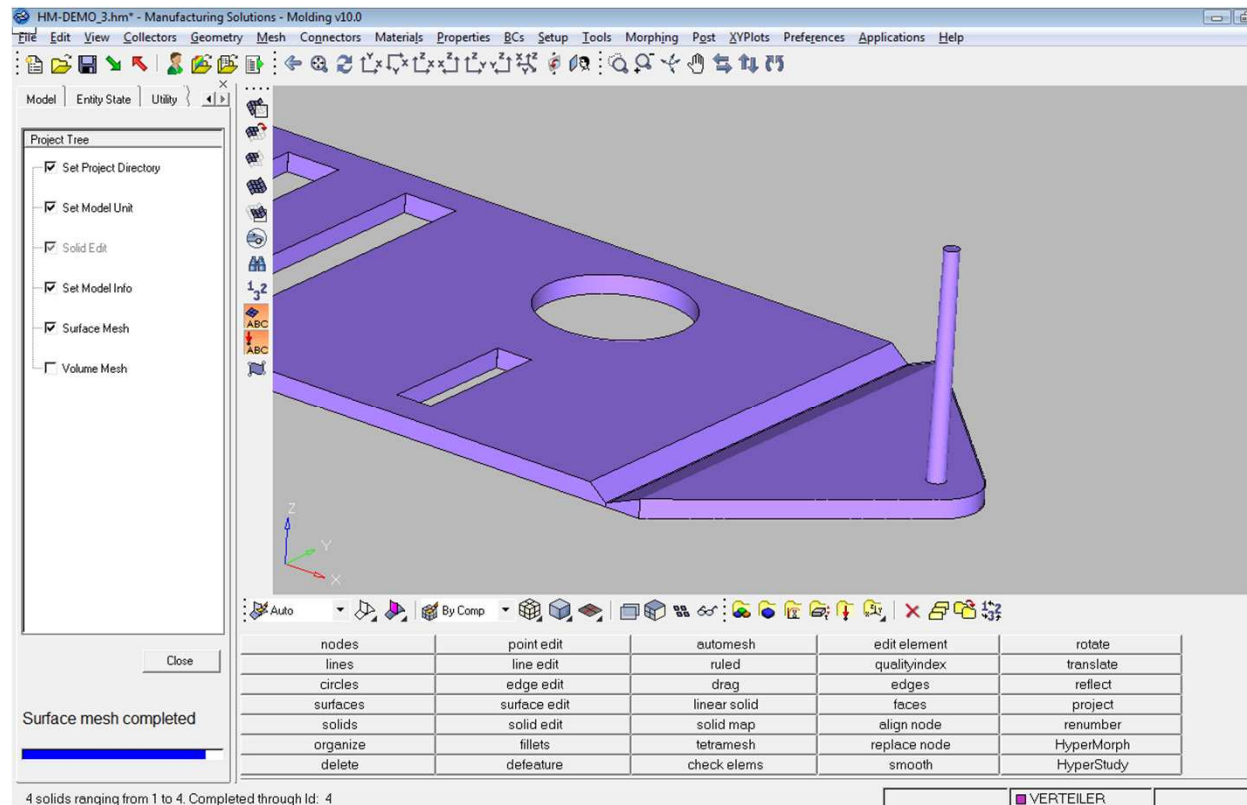 HM-DEMO_3.hm* - Manufacturing Solutions - Molding v10.0
File Edit View Collectors Geometry Mesh Connectors Materials Properties BCs Setup Tools Morphing Post XYPlots Preferences Applications Help
Model Entity State Utility
Project Tree
Set Project Directory
Set Model Unit
Solid Edit
Set Model Info
Surface Mesh
Volume Mesh
Close
Surface mesh completed
1 2 3
ABC
ABC
Z
Y
X
Auto By Comp
nodes point edit automesh edit element rotate
lines line edit ruled qualityindex translate
circles edge edit drag edges reflect
surfaces surface edit linear solid faces project
solids solid edit solid map align node renumber
organize fillets tetramesh replace node HyperMorph
delete defeature check elems smooth HyperStudy
4 solids ranging from 1 to 4. Completed through Id: 4
VERTEILER